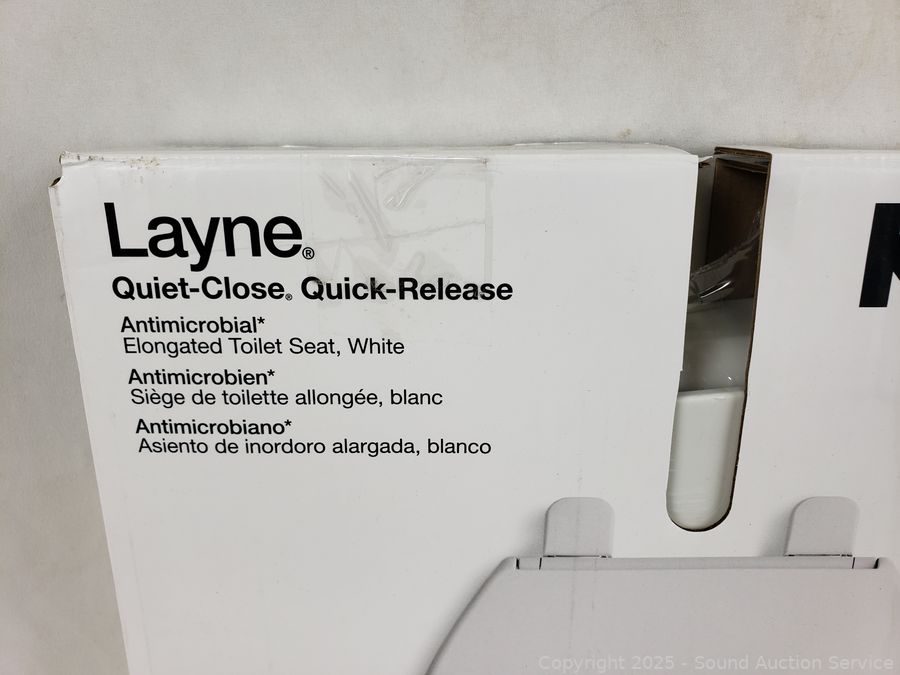 Layne®
Quiet-Close® Quick-Release
Antimicrobial*
Elongated Toilet Seat, White
Antimicrobien*
Siège de toilette allongée, blanc
Antimicrobiano*
Asiento de inordoro alargada, blanco
Copyright 2025 - Sound Auction Service